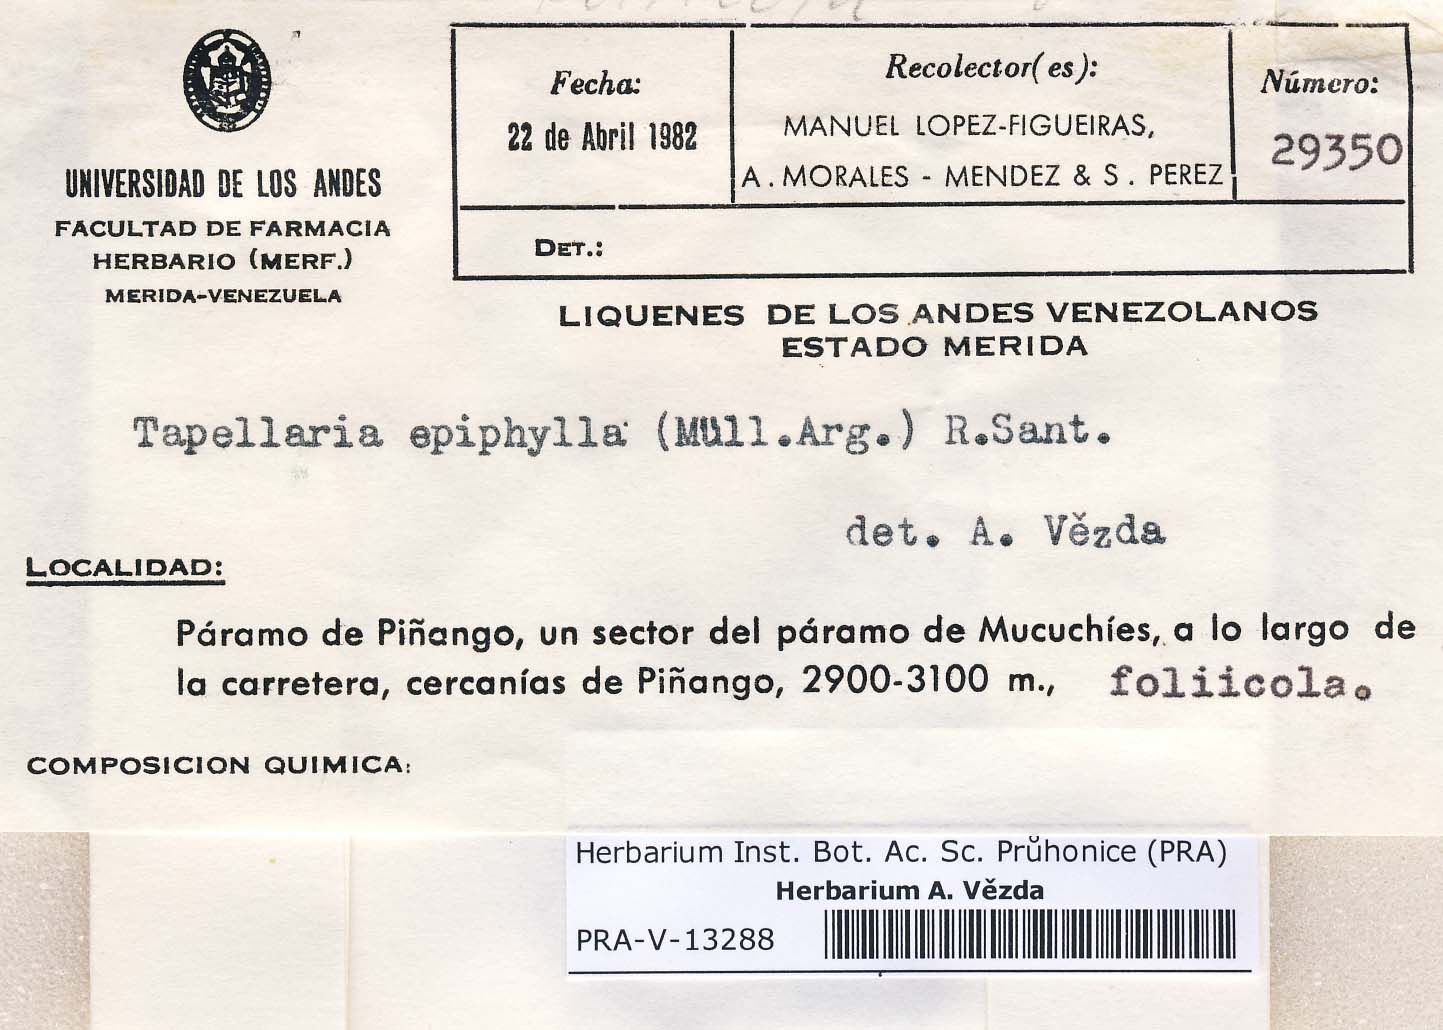 UNIVERSIDAD DE LOS ANDES
FACULTAD DE FARMACIA
HERBARIO (MERF.)
MERIDA-VENEZUELA
Fecha:
22 de Abril 1982
Recolector(es):
MANUEL LOPEZ-FIGUEIRAS,
A. MORALES - MENDEZ & S. PEREZ
Número:
29350
DET.:
LIQUENES DE LOS ANDES VENEZOLANOS
ESTADO MERIDA
Tapellaria epiphylla (Müll.Arg.) R.Sant.
det. A. Vězda
LOCALIDAD:
Páramo de Piñango, un sector del páramo de Mucuchíes, a lo largo de
la carretera, cercanías de Piñango, 2900-3100 m., foliicola.
COMPOSICION QUIMICA:
Herbarium Inst. Bot. Ac. Sc. Průhonice (PRA)
Herbarium A. Vězda
PRA-V-13288